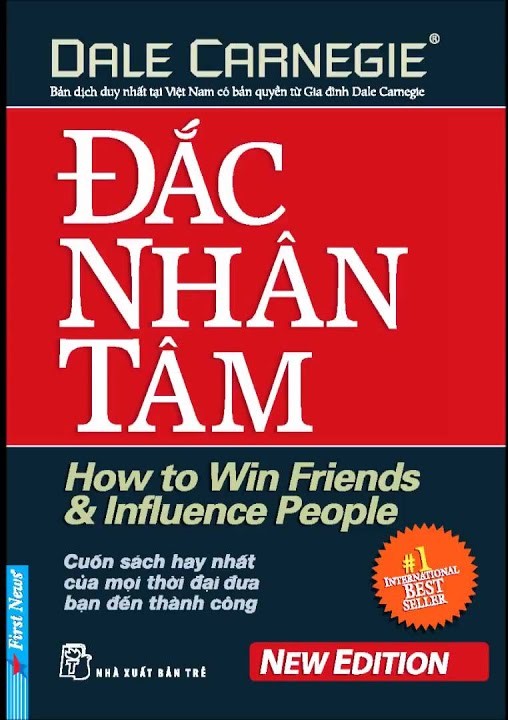 DALE CARNEGIE®
Bản dịch duy nhất tại Việt Nam có bản quyền từ Gia đình Dale Carnegie
ĐẮC
NHÂN
TÂM
How to Win Friends
& Influence People
Cuốn sách hay nhất
của mọi thời đại đưa
bạn đến thành công
#1
INTERNATIONAL
BEST
SELLER
First News®
NHÀ XUẤT BẢN TRẺ
NEW EDITION